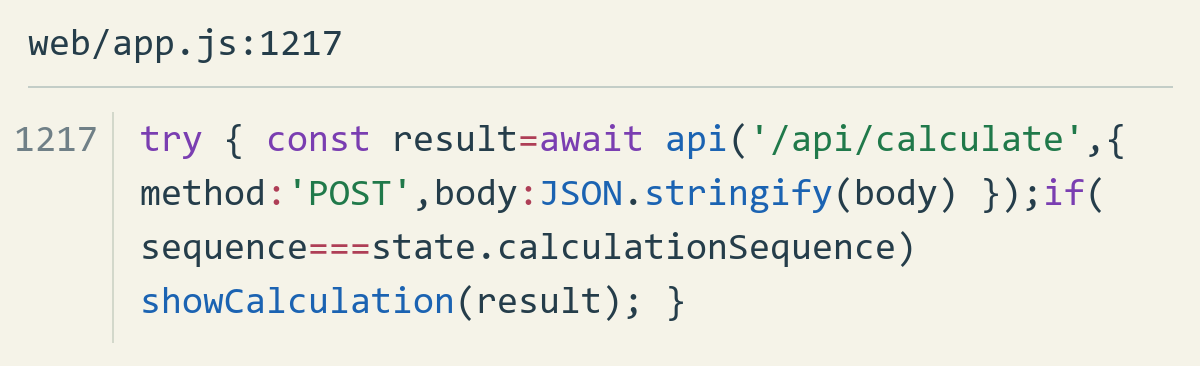 web/app.js:1217
1217 try { const result=await api('/api/calculate',{
method:'POST',body:JSON.stringify(body) });if(
sequence===state.calculationSequence)
showCalculation(result); }